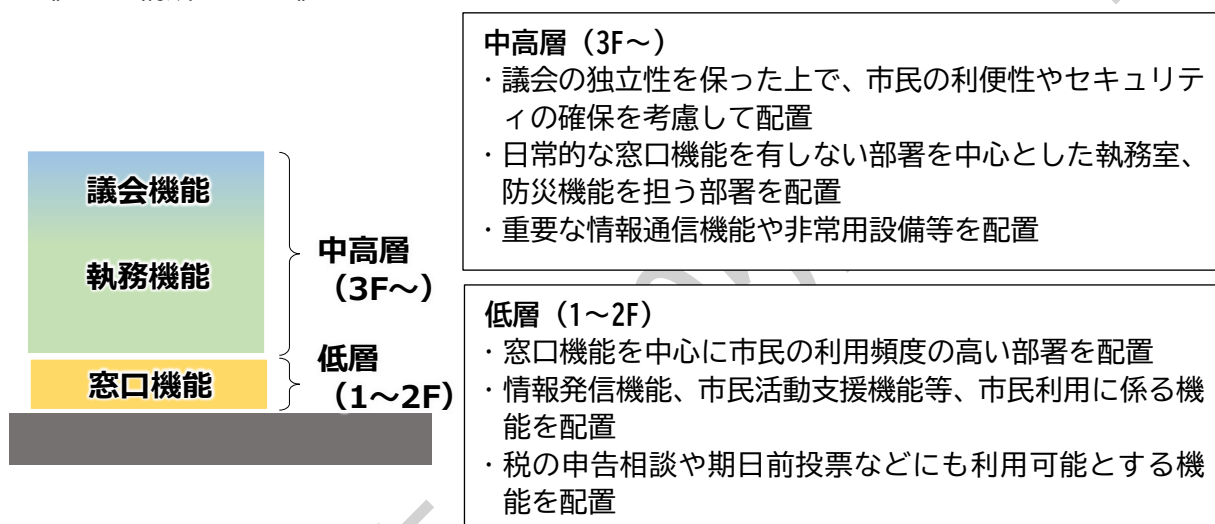 議会機能
執務機能
窓口機能
中高層
（3F～）
低層
（1～2F）
中高層（3F～）
・議会の独立性を保った上で、市民の利便性やセキュリテ
ィの確保を考慮して配置
・日常的な窓口機能を有しない部署を中心とした執務室、
防災機能を担う部署を配置
・重要な情報通信機能や非常用設備等を配置
低層（1～2F）
・窓口機能を中心に市民の利用頻度の高い部署を配置
・情報発信機能、市民活動支援機能等、市民利用に係る機
能を配置
・税の申告相談や期日前投票などにも利用可能とする機
能を配置